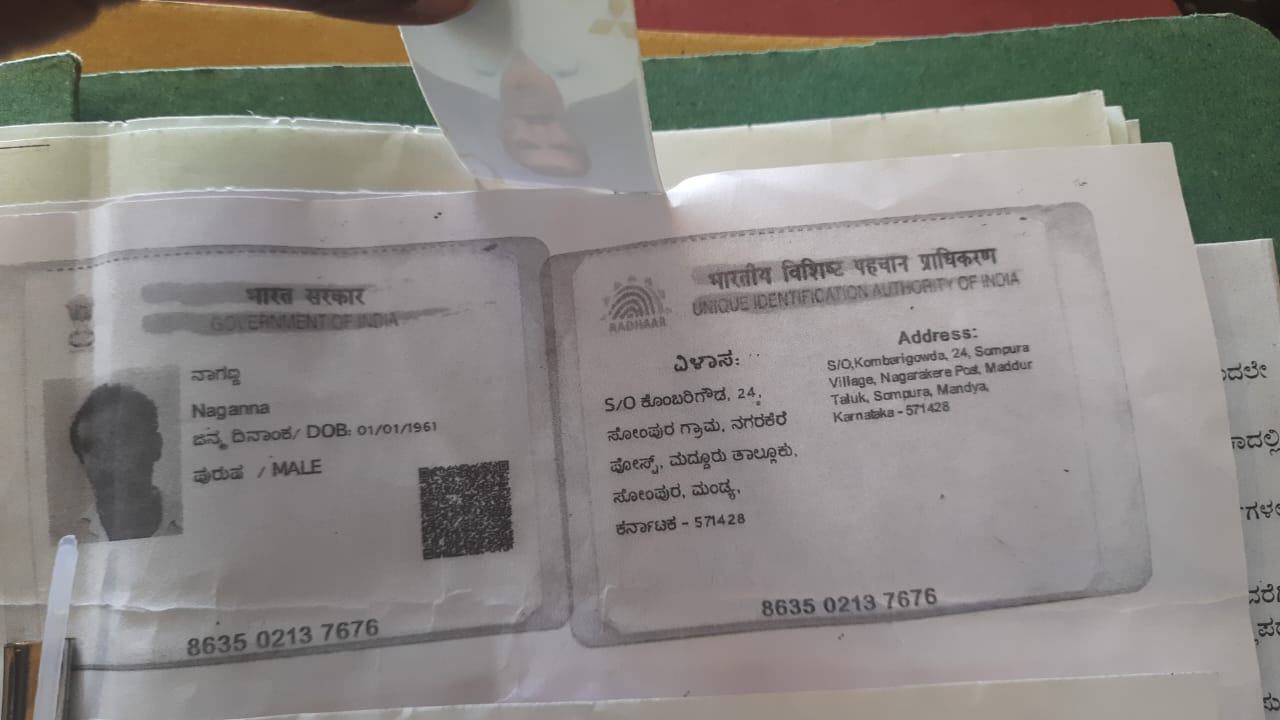 भारत सरकार
GOVERNMENT OF INDIA
ನಾಗಣ್ಣ
Naganna
ಜನ್ಮ ದಿನಾಂಕ/ DOB: 01/01/1961
ಪುರುಷ / MALE
8635 0213 7676
AADHAAR
भारतीय विशिष्ट पहचान प्राधिकरण
UNIQUE IDENTIFICATION AUTHORITY OF INDIA
ವಿಳಾಸ:
S/O ಕೊಂಬರಿಗೌಡ, 24,
ಸೋಂಪುರ ಗ್ರಾಮ, ನಗರಕೆರೆ
ಪೋಸ್ಟ್, ಮದ್ದೂರು ತಾಲ್ಲೂಕು,
ಸೋಂಪುರ, ಮಂಡ್ಯ,
ಕರ್ನಾಟಕ - 571428
Address:
S/O,Kombarigowda, 24, Sompura
Village, Nagarakere Post, Maddur
Taluk, Sompura, Mandya,
Karnataka - 571428
8635 0213 7676